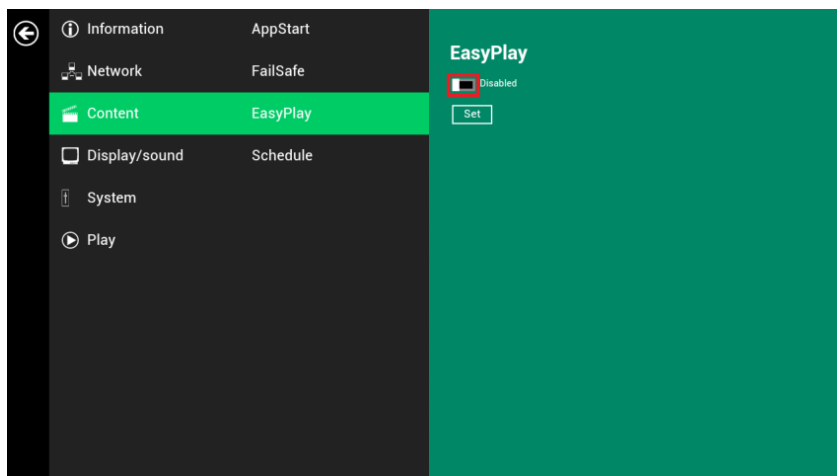 Information
Network
Content
Display/sound
System
Play
AppStart
FailSafe
EasyPlay
Schedule
EasyPlay
Disabled
Set